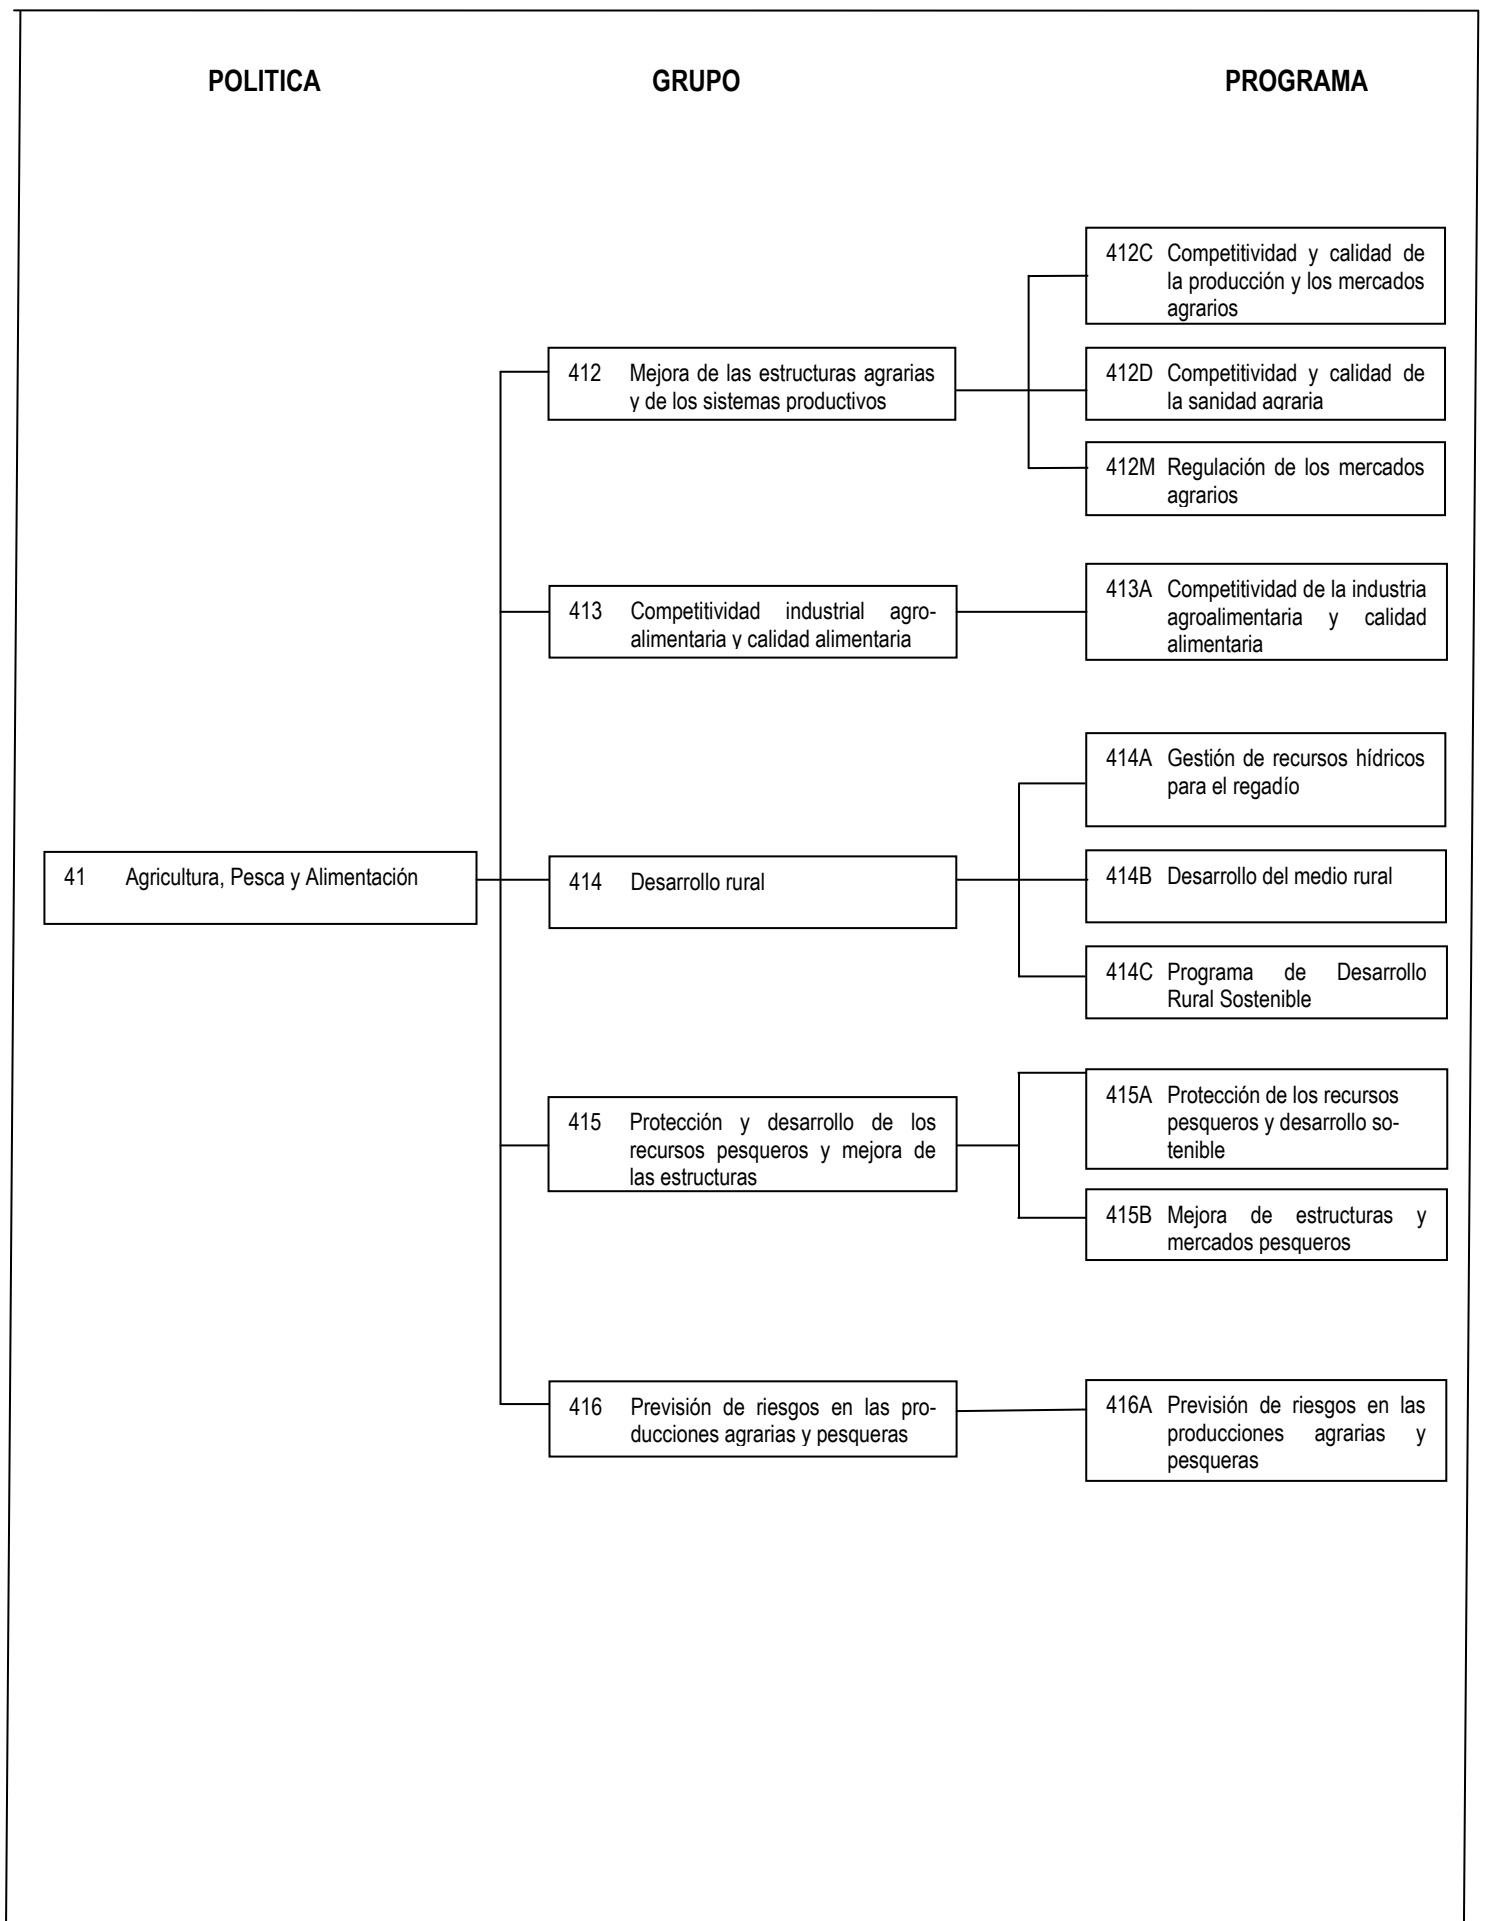 POLITICA GRUPO PROGRAMA
412C Competitividad y calidad de
la producción y los mercados
agrarios
412 Mejora de las estructuras agrarias
y de los sistemas productivos
412D Competitividad y calidad de
la sanidad agraria
412M Regulación de los mercados
agrarios
413 Competitividad industrial agro-
alimentaria y calidad alimentaria
413A Competitividad de la industria
agroalimentaria y calidad
alimentaria
414A Gestión de recursos hídricos
para el regadío
41 Agricultura, Pesca y Alimentación
414 Desarrollo rural
414B Desarrollo del medio rural
414C Programa de Desarrollo
Rural Sostenible
415 Protección y desarrollo de los
recursos pesqueros y mejora de
las estructuras
415A Protección de los recursos
pesqueros y desarrollo so-
tenible
415B Mejora de estructuras y
mercados pesqueros
416 Previsión de riesgos en las pro-
ducciones agrarias y pesqueras
416A Previsión de riesgos en las
producciones agrarias y
pesqueras